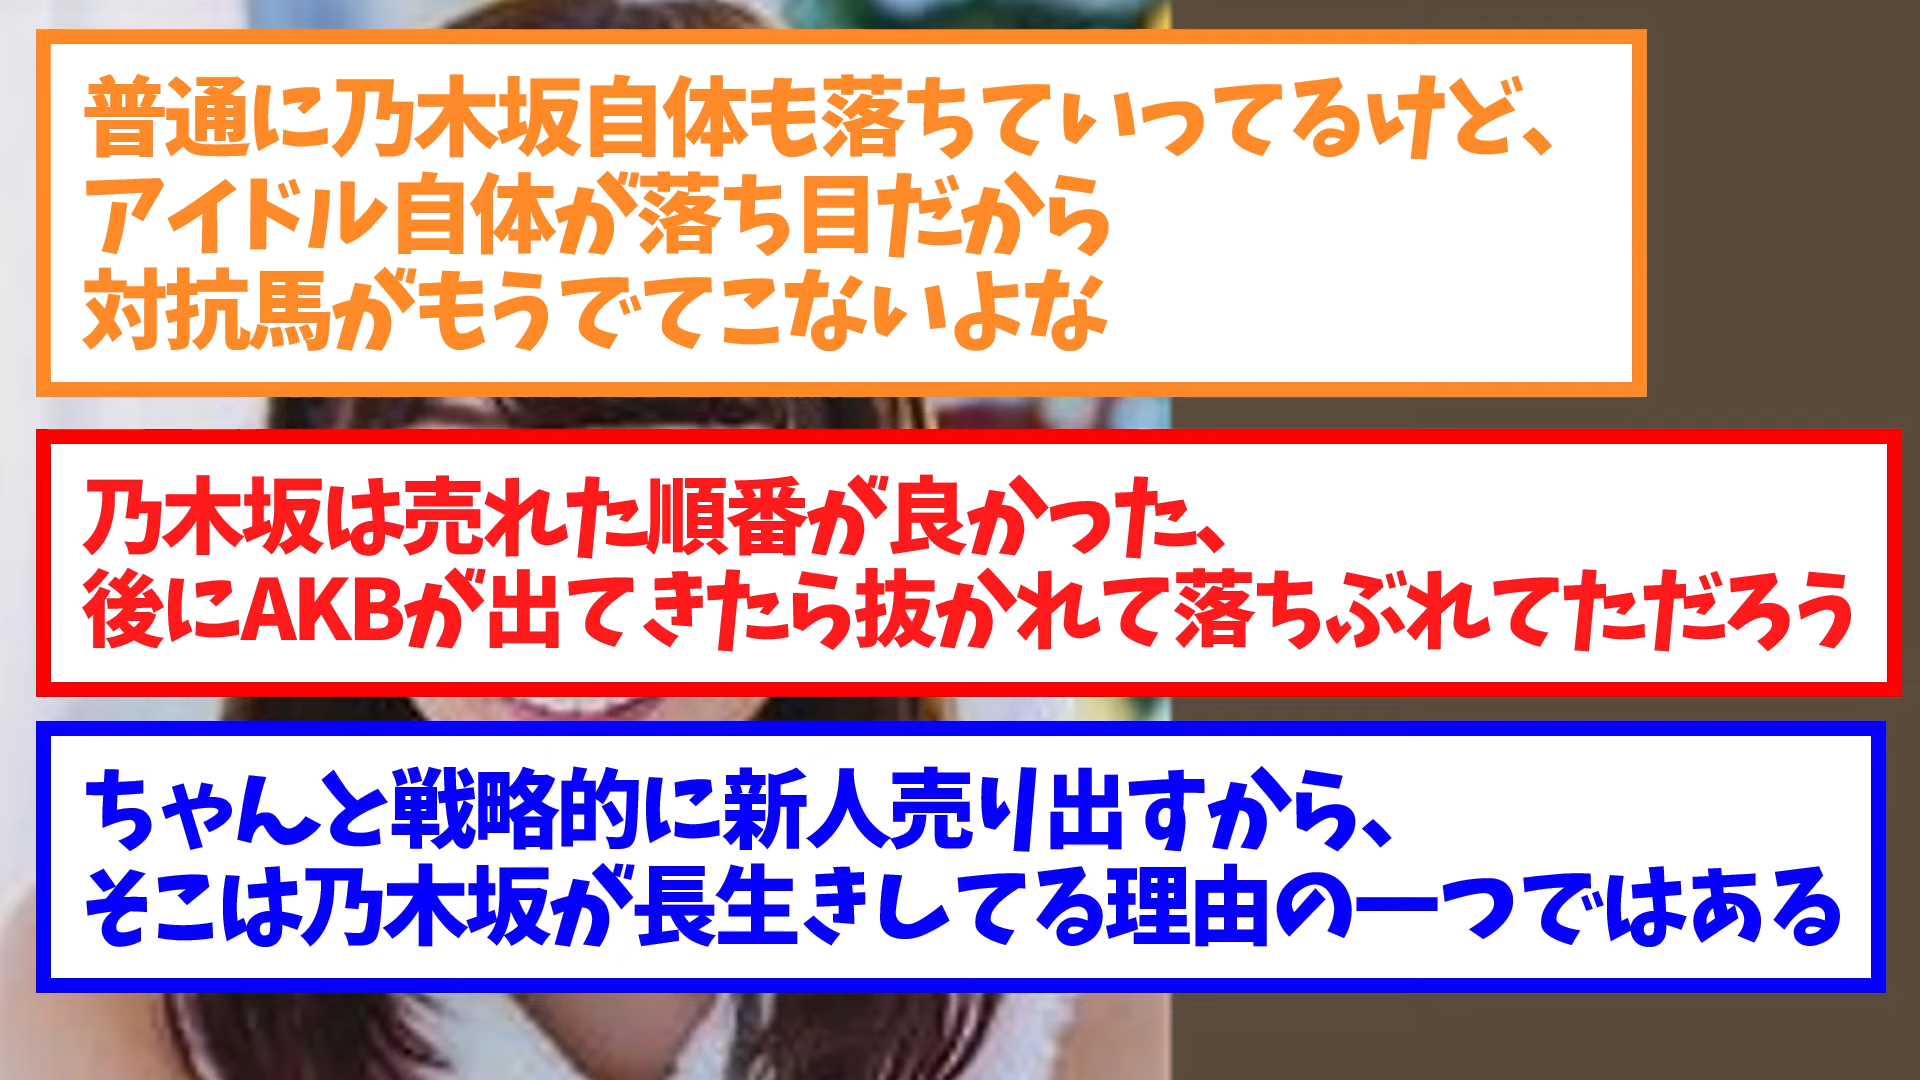 普通に乃木坂自体も落ちていってるけど、
アイドル自体が落ち目だから
対抗馬がもうでてこないよな
乃木坂は売れた順番が良かった、
後にAKBが出てきたら抜かれて落ちぶれてただろう
ちゃんと戦略的に新人売り出すから、
そこは乃木坂が長生きしてる理由の一つではある